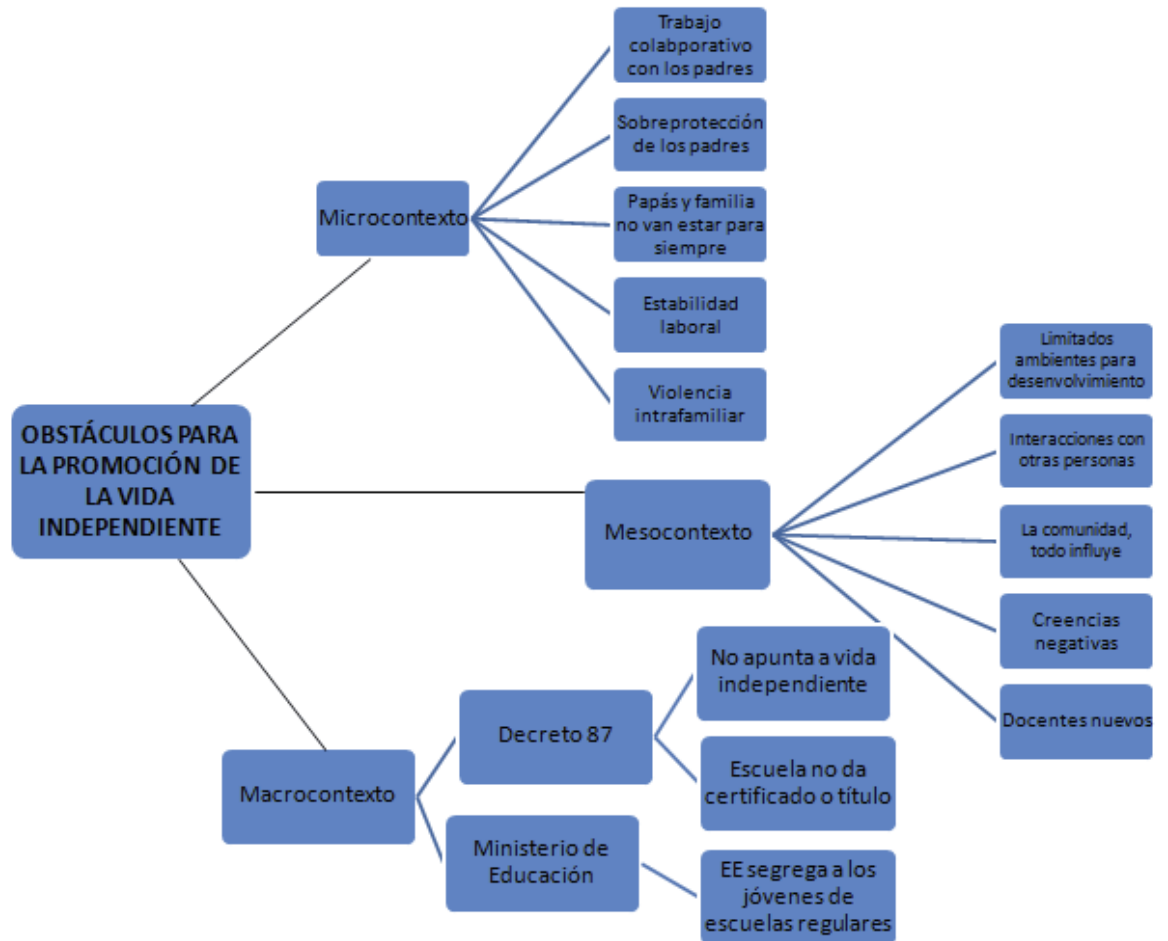 Trabajo
colabporativo
con los padres
Sobreprotección
de los padres
Microcontexto
Papás y familia
no van estar para
siempre
Estabilidad
laboral
Violencia
intrafamiliar
OBSTÁCULOS PARA
LA PROMOCIÓN DE
LA VIDA
INDEPENDIENTE
Limitados
ambientes para
desenvolvimiento
Interacciones con
otras personas
Mesocontexto
La comunidad,
todo influye
Creencias
negativas
Docentes nuevos
Macrocontexto
Decreto 87
No apunta a vida
independiente
Escuela no da
certificado o título
Ministerio de
Educación
EE segrega a los
jóvenes de
escuelas regulares